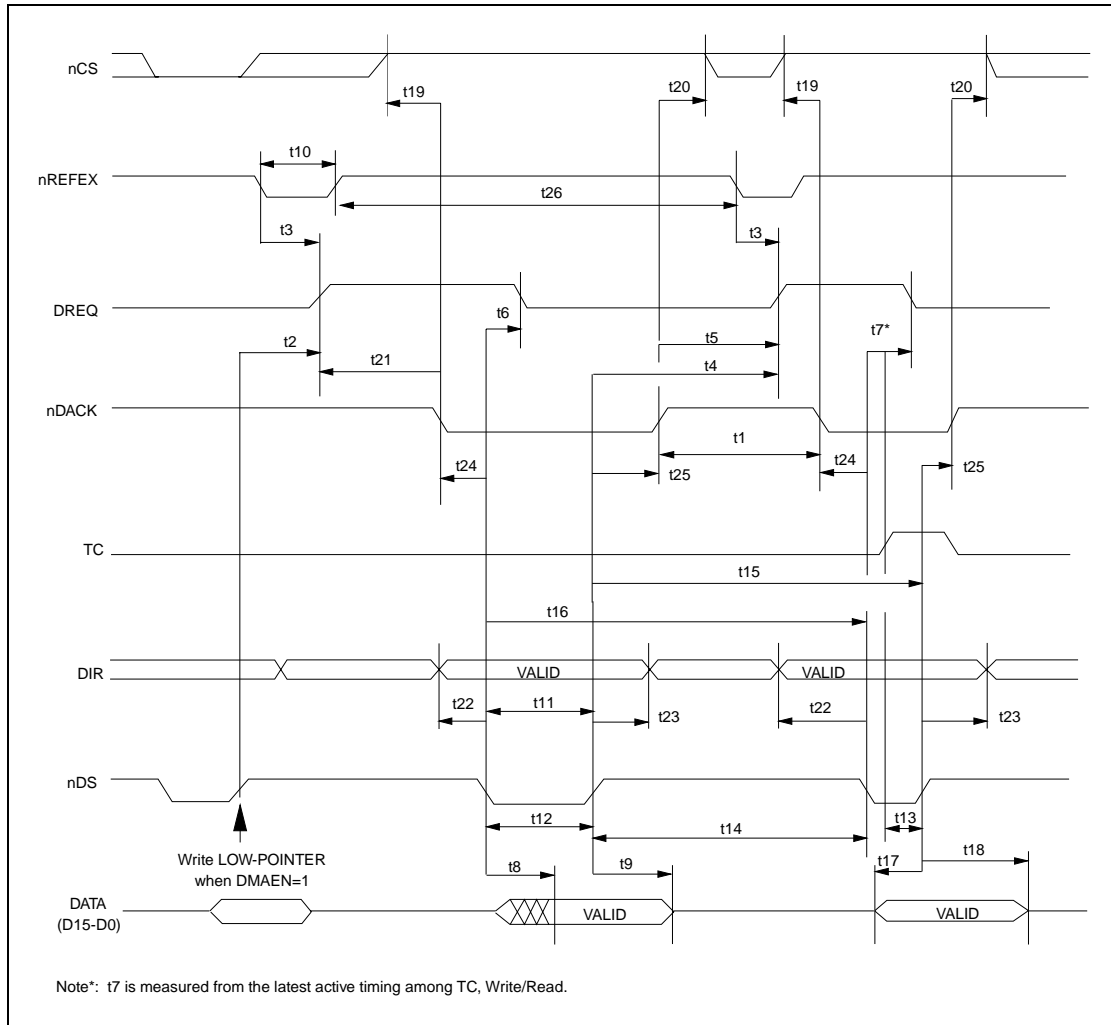 nCS
t19
t20
t19
t20
t10
nREFEX
t26
t3
t3
DREQ
t6
t7*
t5
t2
t21
t4
nDACK
t1
t24
t25
t24
t25
TC
t15
t16
DIR
VALID
VALID
t22
t11
t23
t22
t23
nDS
t12
t14
t13
Write LOW-POINTER
when DMAEN=1
t8
t9
t17
t18
DATA
(D15-D0)
VALID
VALID
Note*: t7 is measured from the latest active timing among TC, Write/Read.